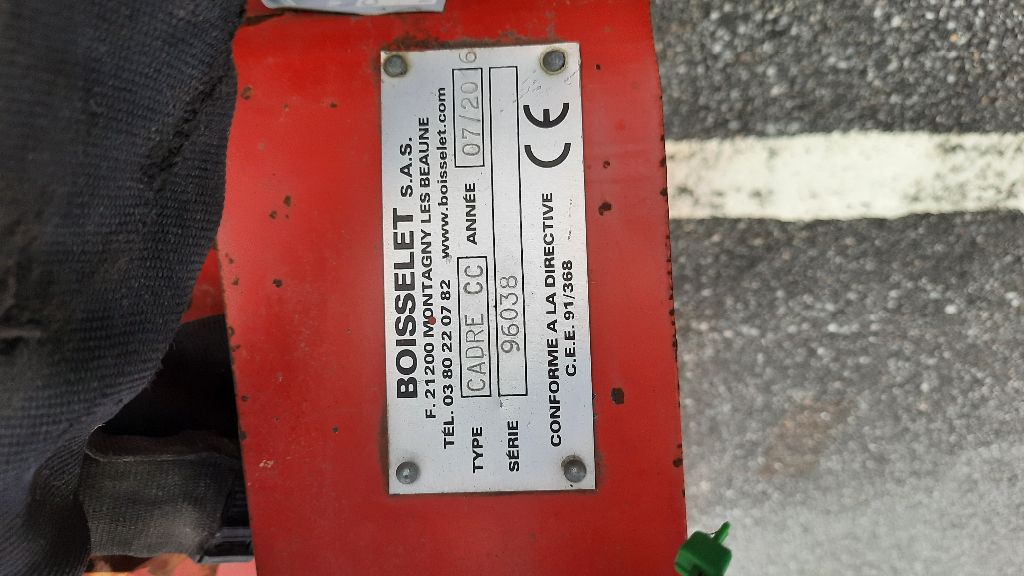 BOISSELET S.A.S.
F. 21200 MONTAGNY LES BEAUNE
TÉL. 03 80 22 07 82 www.boisselet.com
TYPE CADRE CC ANNÉE 07/20 6
SÉRIE 96038
CONFORME A LA DIRECTIVE
C.E.E. 91/368
CE